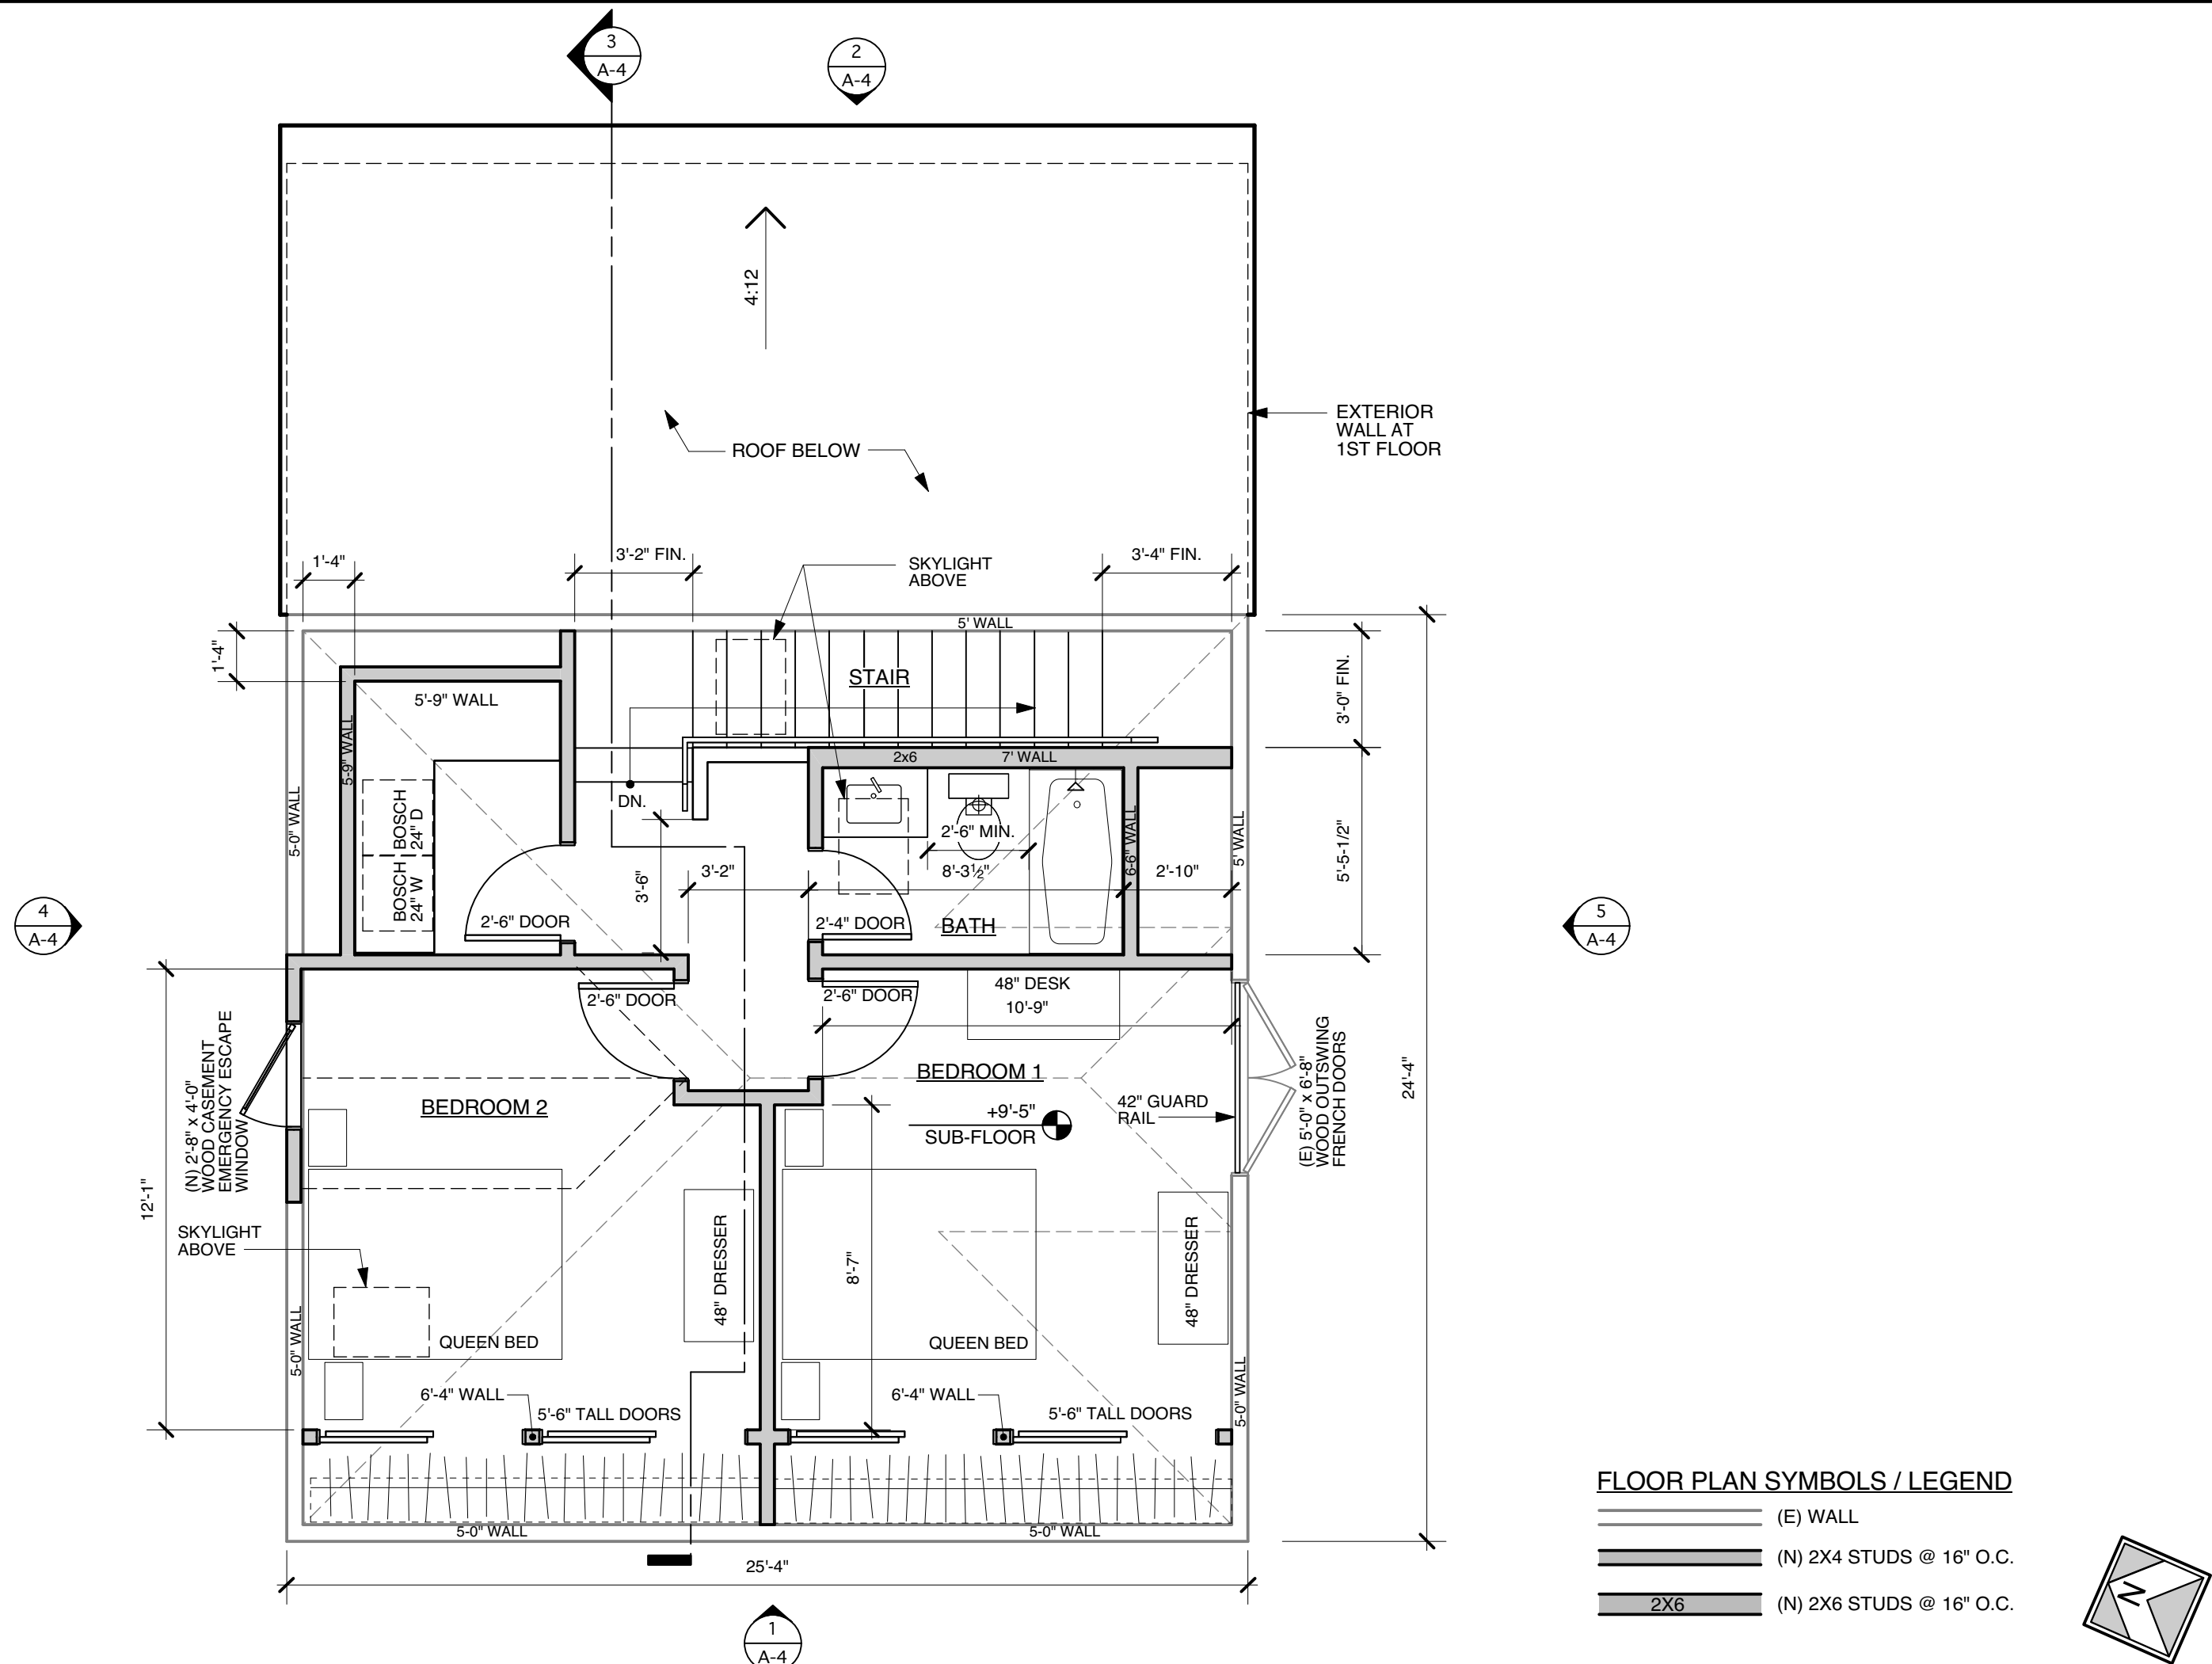 3
A-4
2
A-4
4:12
EXTERIOR
WALL AT
1ST FLOOR
ROOF BELOW
1'-4"
3'-2" FIN.
SKYLIGHT
ABOVE
3'-4" FIN.
5' WALL
1'-4"
STAIR
3'-0" FIN.
5'-9" WALL
5-9" WALL
2x6
7' WALL
DN.
5-0" WALL
BOSCH
24" D
BOSCH
24" W
2'-6" MIN.
6-6" WALL
5' WALL
5'-5-1/2"
3'-6"
3'-2"
8'-3½"
2'-10"
4
A-4
2'-6" DOOR
2'-4" DOOR
BATH
5
A-4
2'-6" DOOR
2'-6" DOOR
48" DESK
10'-9"
(N) 2'-8" x 4'-0"
WOOD CASEMENT
EMERGENCY ESCAPE
WINDOW
BEDROOM 2
BEDROOM 1
(E) 5'-0" x 6'-8"
WOOD OUTSWING
FRENCH DOORS
24'-4"
+9'-5"
SUB-FLOOR
42" GUARD
RAIL
12'-1"
SKYLIGHT
ABOVE
48" DRESSER
8'-7"
48" DRESSER
5-0" WALL
QUEEN BED
QUEEN BED
5-0" WALL
6'-4" WALL
5'-6" TALL DOORS
6'-4" WALL
5'-6" TALL DOORS
5-0" WALL
5-0" WALL
25'-4"
1
A-4
FLOOR PLAN SYMBOLS / LEGEND
(E) WALL
(N) 2X4 STUDS @ 16" O.C.
2X6
(N) 2X6 STUDS @ 16" O.C.
N